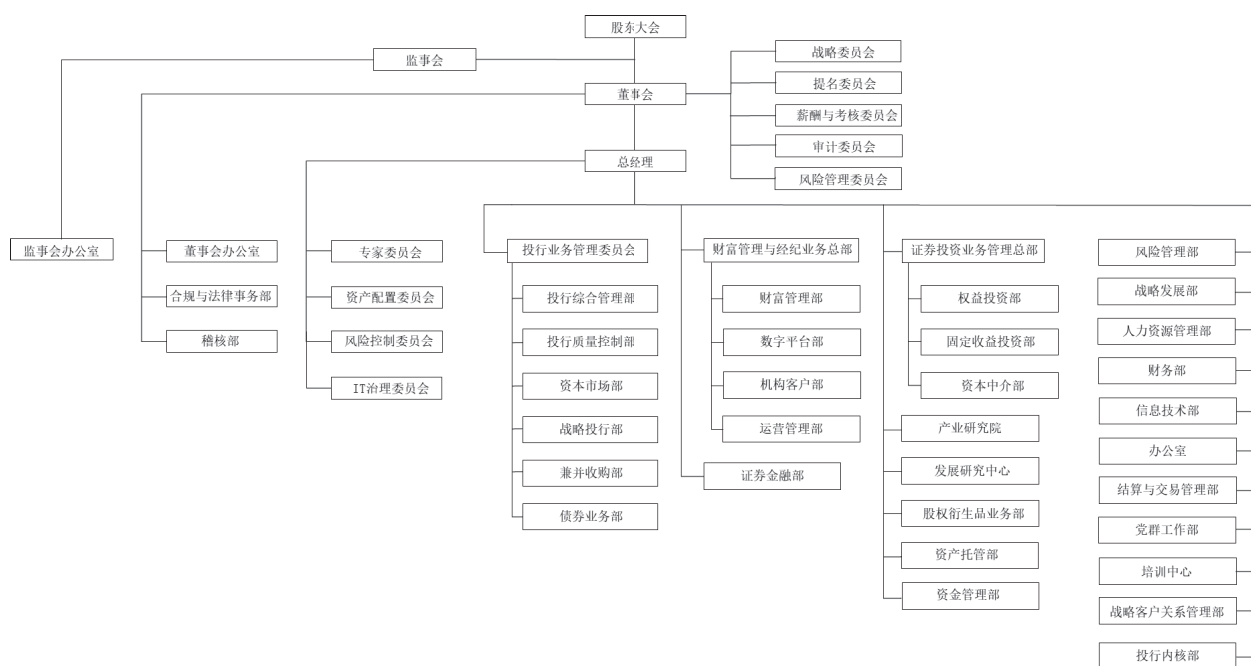 股东大会
监事会
董事会
总经理
战略委员会
提名委员会
薪酬与考核委员会
审计委员会
风险管理委员会
监事会办公室
董事会办公室
合规与法律事务部
稽核部
专家委员会
资产配置委员会
风险控制委员会
IT治理委员会
投行业务管理委员会
投行综合管理部
投行质量控制部
资本市场部
战略投行部
兼并收购部
债券业务部
财富管理与经纪业务总部
财富管理部
数字平台部
机构客户部
运营管理部
证券金融部
证券投资业务管理总部
权益投资部
固定收益投资部
资本中介部
产业研究院
发展研究中心
股权衍生品业务部
资产托管部
资金管理部
风险管理部
战略发展部
人力资源管理部
财务部
信息技术部
办公室
结算与交易管理部
党群工作部
培训中心
战略客户关系管理部
投行内核部